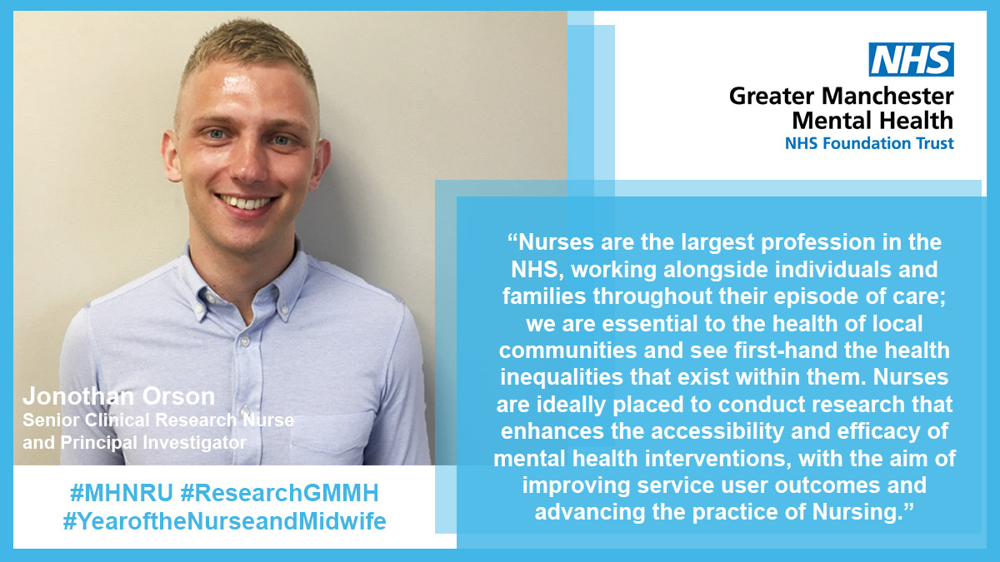 NHS
Greater Manchester
Mental Health
NHS Foundation Trust
“Nurses are the largest profession in the
NHS, working alongside individuals and
families throughout their episode of care;
we are essential to the health of local
communities and see first-hand the health
inequalities that exist within them. Nurses
are ideally placed to conduct research that
enhances the accessibility and efficacy of
mental health interventions, with the aim of
improving service user outcomes and
advancing the practice of Nursing.”
Jonothan Orson
Senior Clinical Research Nurse
and Principal Investigator
#MHNRU #ResearchGMMH
#YearoftheNurseandMidwife